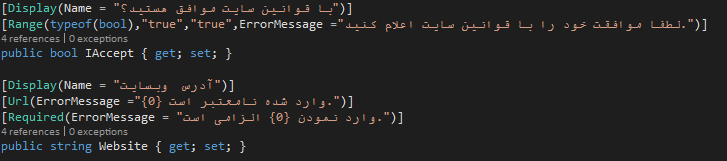 [Display(Name = "با قوانین سایت موافق هستید؟")]
[Range(typeof(bool),"true","true",ErrorMessage ="لطفا موافقت خود را با قوانین سایت اعلام کنید.")]
4 references | 0 exceptions
public bool IAccept { get; set; }
[Display(Name = "آدرس وبسایت")]
[Url(ErrorMessage ="{0} وارد شده نامعتبر است.")]
[Required(ErrorMessage = "وارد نمودن {0} الزامی است.")]
4 references | 0 exceptions
public string Website { get; set; }